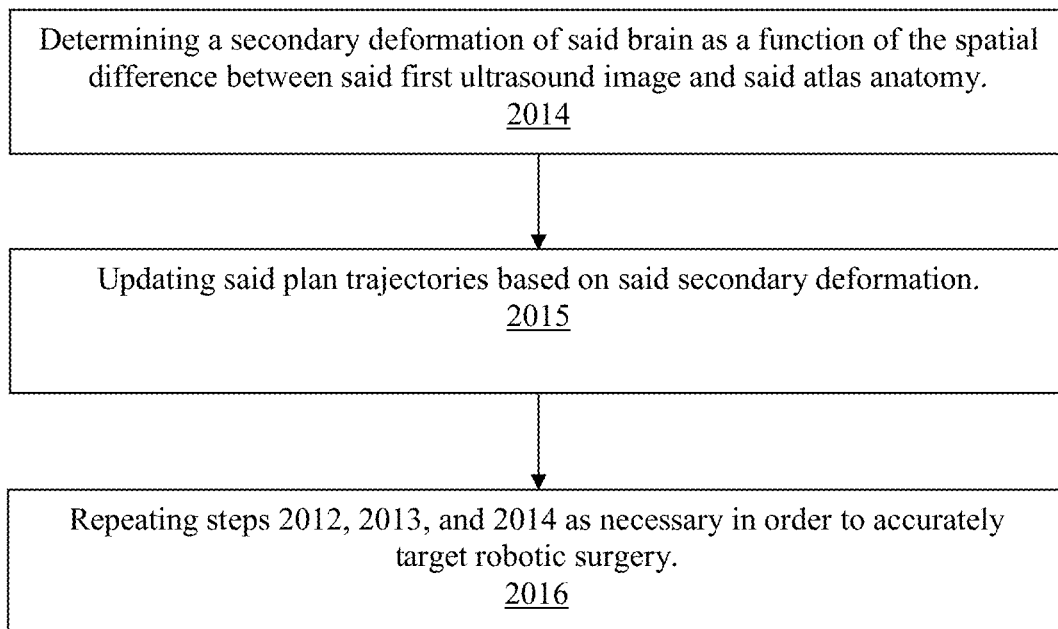 Determining a secondary deformation of said brain as a function of the spatial
difference between said first ultrasound image and said atlas anatomy.
2014
Updating said plan trajectories based on said secondary deformation.
2015
Repeating steps 2012, 2013, and 2014 as necessary in order to accurately
target robotic surgery.
2016